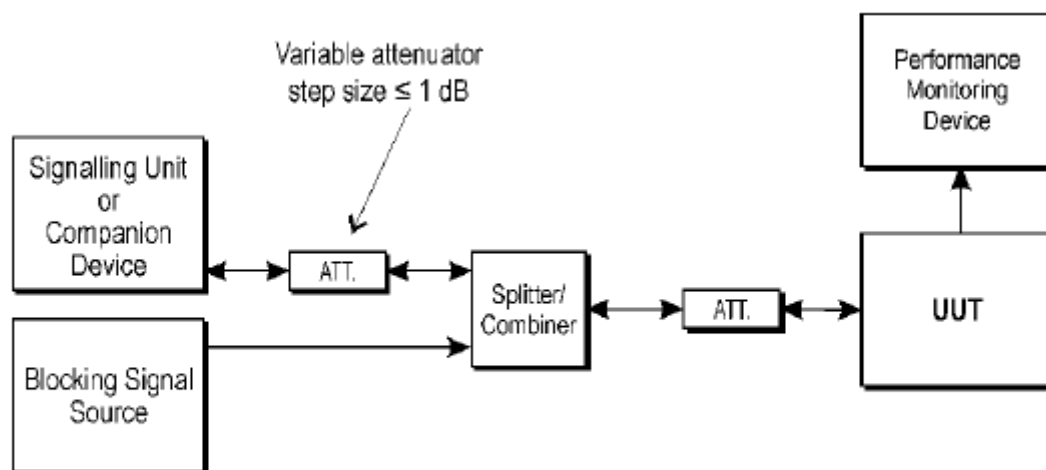 Variable attenuator
step size ≤ 1 dB
Performance
Monitoring
Device
Signalling Unit
or
Companion
Device
ATT.
Splitter/
Combiner
ATT.
UUT
Blocking Signal
Source